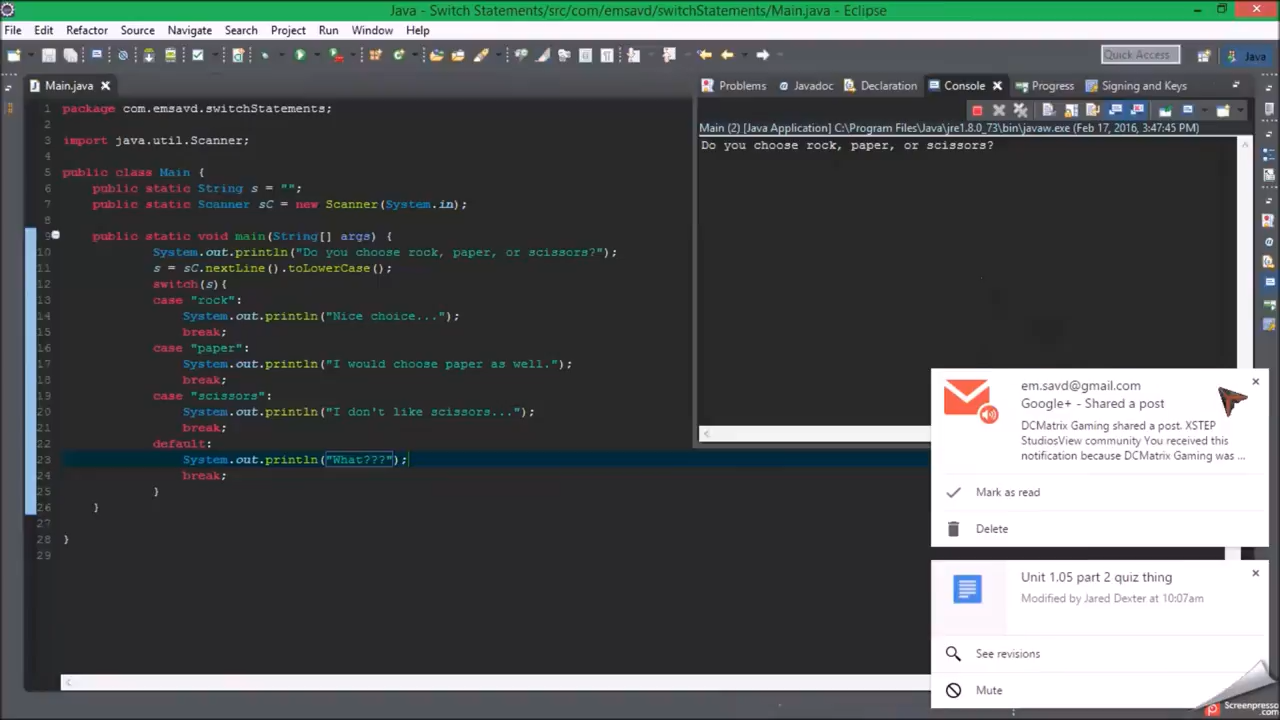 Java - Switch Statements/src/com/emsavd/switchStatements/Main.java - Eclipse
File Edit Refactor Source Navigate Search Project Run Window Help
Quick Access
Java
Main.java
Problems Javadoc Declaration Console Progress Signing and Keys
Main (2) [Java Application] C:\Program Files\Java\jre1.8.0_73\bin\javaw.exe (Feb 17, 2016, 3:47:45 PM)
Do you choose rock, paper, or scissors?
1 package com.emsavd.switchStatements;
2
3 import java.util.Scanner;
4
5 public class Main {
6 public static String s = "";
7 public static Scanner sC = new Scanner(System.in);
8
9 public static void main(String[] args) {
10 System.out.println("Do you choose rock, paper, or scissors?");
11 s = sC.nextLine().toLowerCase();
12 switch(s){
13 case "rock":
14 System.out.println("Nice choice...");
15 break;
16 case "paper":
17 System.out.println("I would choose paper as well.");
18 break;
19 case "scissors":
20 System.out.println("I don't like scissors...");
21 break;
22 default:
23 System.out.println("What???");
24 break;
25 }
26 }
27
28 }
29
em.savd@gmail.com
Google+ - Shared a post
DCMatrix Gaming shared a post. XSTEP
StudiosView community You received this
notification because DCMatrix Gaming was ...
Mark as read
Delete
Unit 1.05 part 2 quiz thing
Modified by Jared Dexter at 10:07am
See revisions
Mute
Screenpresso
.com